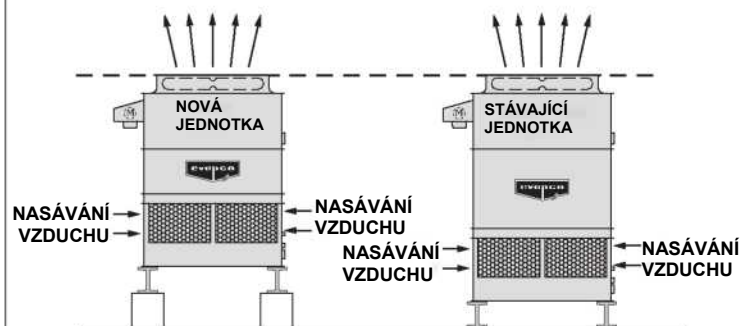 NOVÁ
JEDNOTKA
evapco
NASÁVÁNÍ
VZDUCHU
NASÁVÁNÍ
VZDUCHU
STÁVAJÍCÍ
JEDNOTKA
evapco
NASÁVÁNÍ
VZDUCHU
NASÁVÁNÍ
VZDUCHU